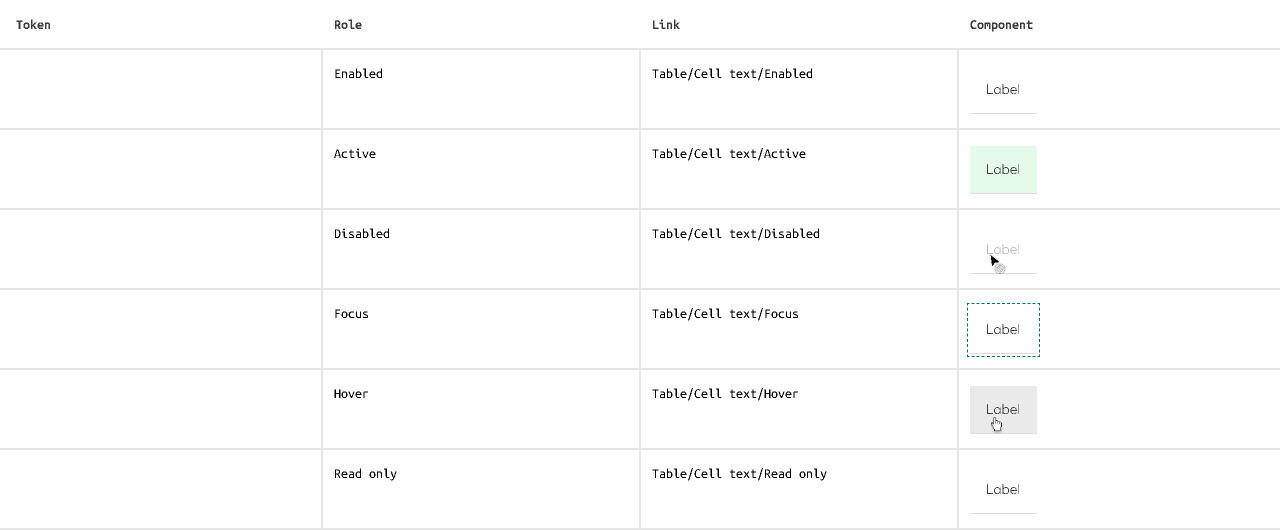 Token Role Link Component
Enabled Table/Cell text/Enabled Label
Active Table/Cell text/Active Label
Disabled Table/Cell text/Disabled Label
Focus Table/Cell text/Focus Label
Hover Table/Cell text/Hover Label
Read only Table/Cell text/Read only Label